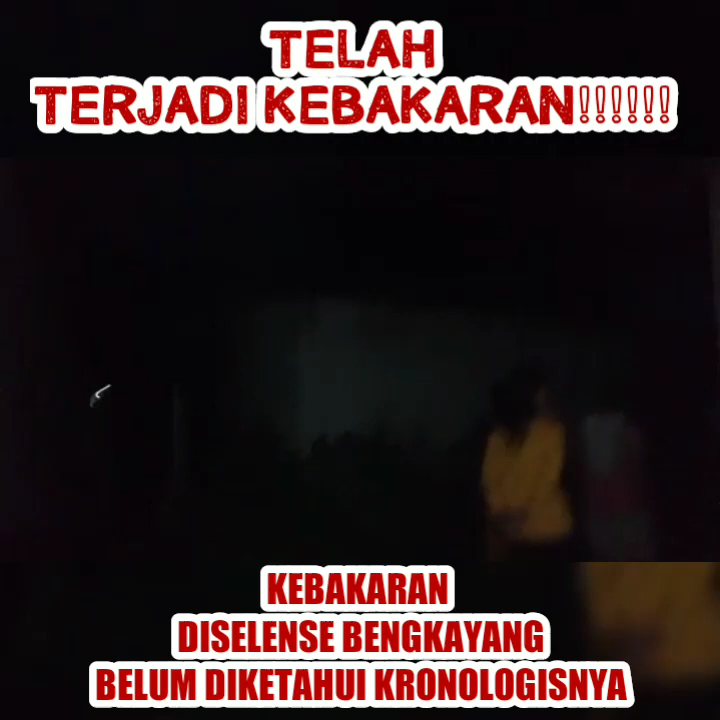 TELAH
TERJADI KEBAKARAN!!!!!!
KEBAKARAN
DISELENSE BENGKAYANG
BELUM DIKETAHUI KRONOLOGISNYA